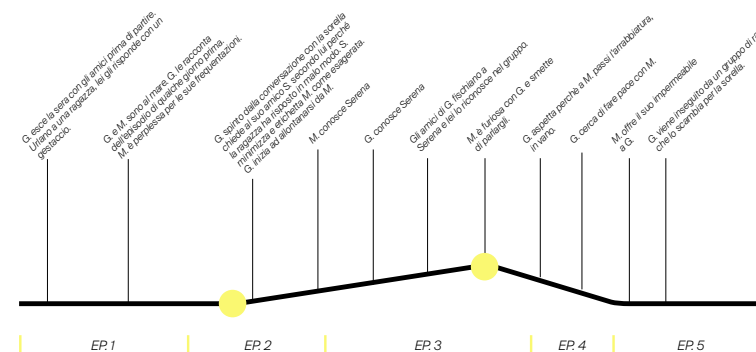 G. esce la sera con gli amici prima di partire.
Urlano a una ragazza, lei gli risponde con un
gestaccio.
G. e M. sono al mare, G. le racconta
dell'episodio di qualche giorno prima.
M. è perplessa per le sue frequentazioni.
G. spinto dalla conversazione con la sorella
chiede al suo amico S. secondo lui perché
la ragazza ha risposto in malo modo. S.
minimizza e etichetta M. come esagerata.
G. inizia ad allontanarsi da M.
M. conosce Serena
G. conosce Serena
Gli amici di G. fischiano a
Serena e lei lo riconosce nel gruppo.
M. è furiosa con G. e smette
di parlargli.
G. aspetta perchè a M. passi l'arrabbiatura,
in vano.
G. cerca di fare pace con M.
M. offre il suo impermeabile
a G.
G. viene inseguito da un gruppo di
che lo scambia per la sorella.
EP. 1
EP. 2
EP. 3
EP. 4
EP. 5